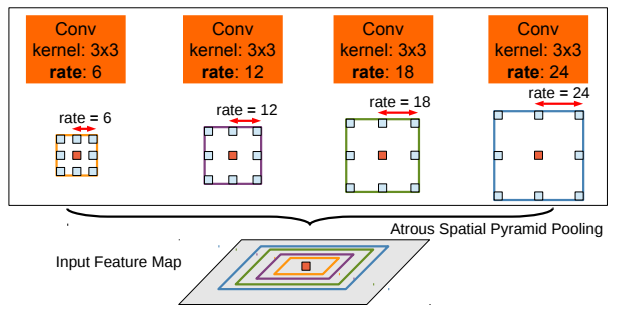 Conv
kernel: 3x3
rate: 6
Conv
kernel: 3x3
rate: 12
Conv
kernel: 3x3
rate: 18
Conv
kernel: 3x3
rate: 24
rate = 6
rate = 12
rate = 18
rate = 24
Atrous Spatial Pyramid Pooling
Input Feature Map